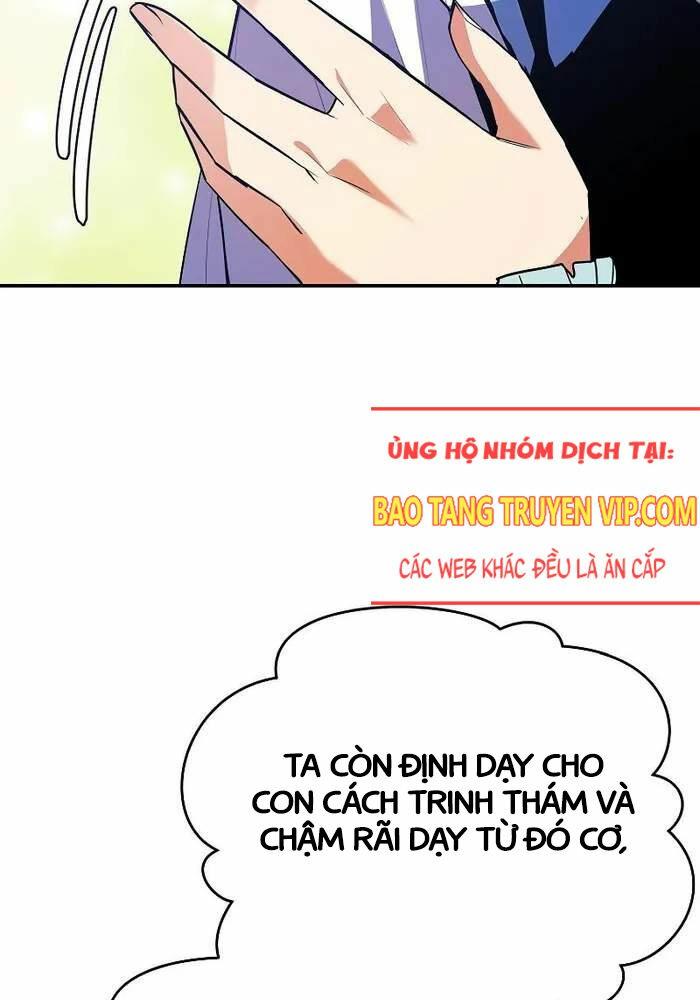 ỦNG HỘ NHÓM DỊCH TẠI:
BAO TANG TRUYEN VIP.COM
CÁC WEB KHÁC ĐỀU LÀ ĂN CẮP
TA CÒN ĐỊNH DẠY CHO
CON CÁCH TRINH THÁM VÀ
CHẬM RÃI DẠY TỪ ĐÓ CƠ,